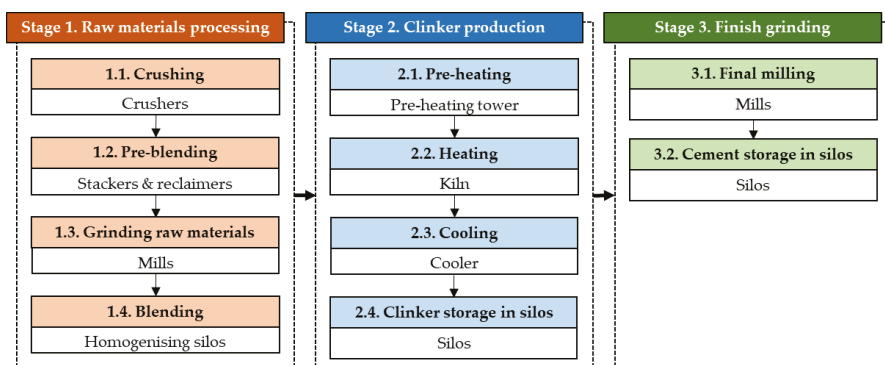 Stage 1. Raw materials processing
1.1. Crushing
Crushers
1.2. Pre-blending
Stackers & reclaimers
1.3. Grinding raw materials
Mills
1.4. Blending
Homogenising silos
Stage 2. Clinker production
2.1. Pre-heating
Pre-heating tower
2.2. Heating
Kiln
2.3. Cooling
Cooler
2.4. Clinker storage in silos
Silos
Stage 3. Finish grinding
3.1. Final milling
Mills
3.2. Cement storage in silos
Silos